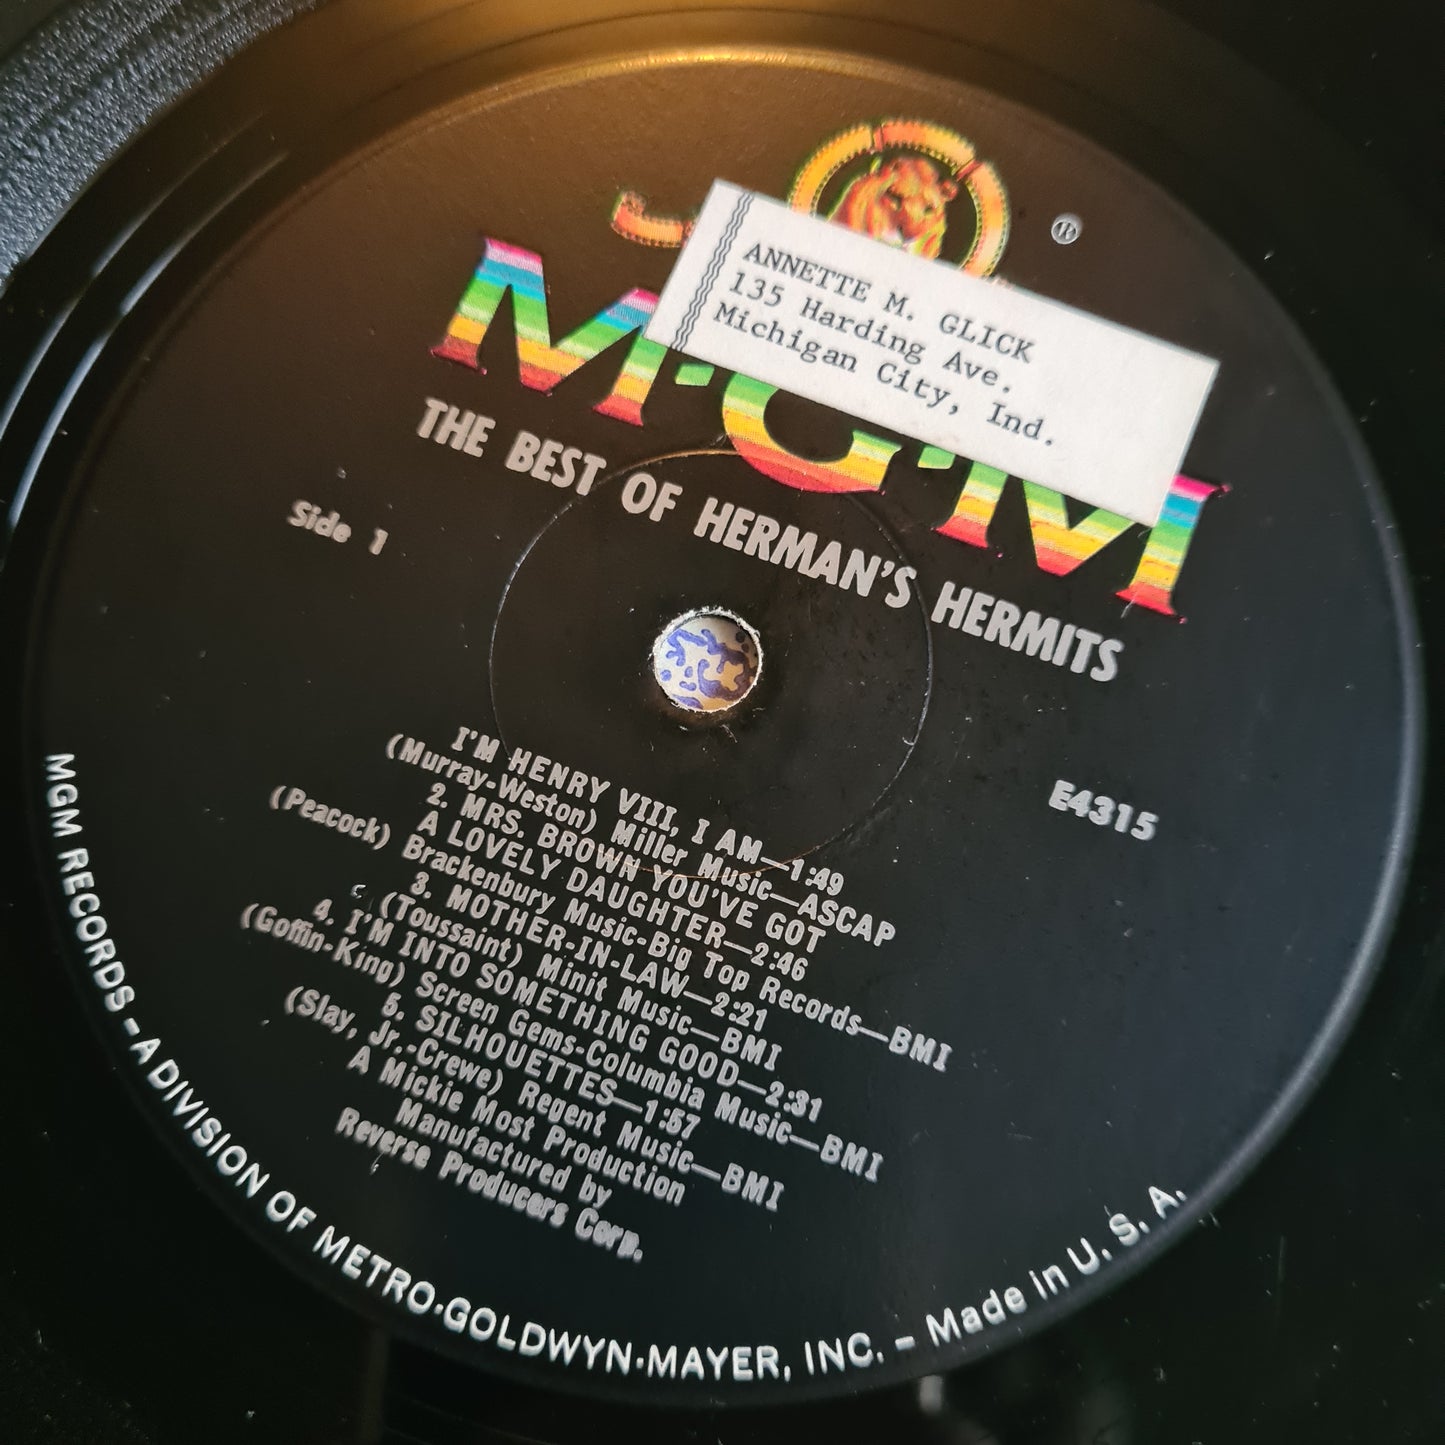 ®
M·G·M
ANNETTE M. GLICK
135 Harding Ave.
Michigan City, Ind.
THE BEST OF HERMAN'S HERMITS
Side 1
E4315
I'M HENRY VIII, I AM—1:49
(Murray-Weston) Miller Music—ASCAP
2. MRS. BROWN YOU'VE GOT
A LOVELY DAUGHTER—2:46
(Peacock) Brackenbury Music-Big Top Records—BMI
3. MOTHER-IN-LAW—2:21
(Toussaint) Minit Music—BMI
4. I'M INTO SOMETHING GOOD—2:31
(Goffin-King) Screen Gems-Columbia Music—BMI
5. SILHOUETTES—1:57
(Slay, Jr.-Crewe) Regent Music—BMI
A Mickie Most Production
Manufactured by
Reverse Producers Corp.
MGM RECORDS – A DIVISION OF METRO-GOLDWYN-MAYER, INC. – Made in U. S. A.